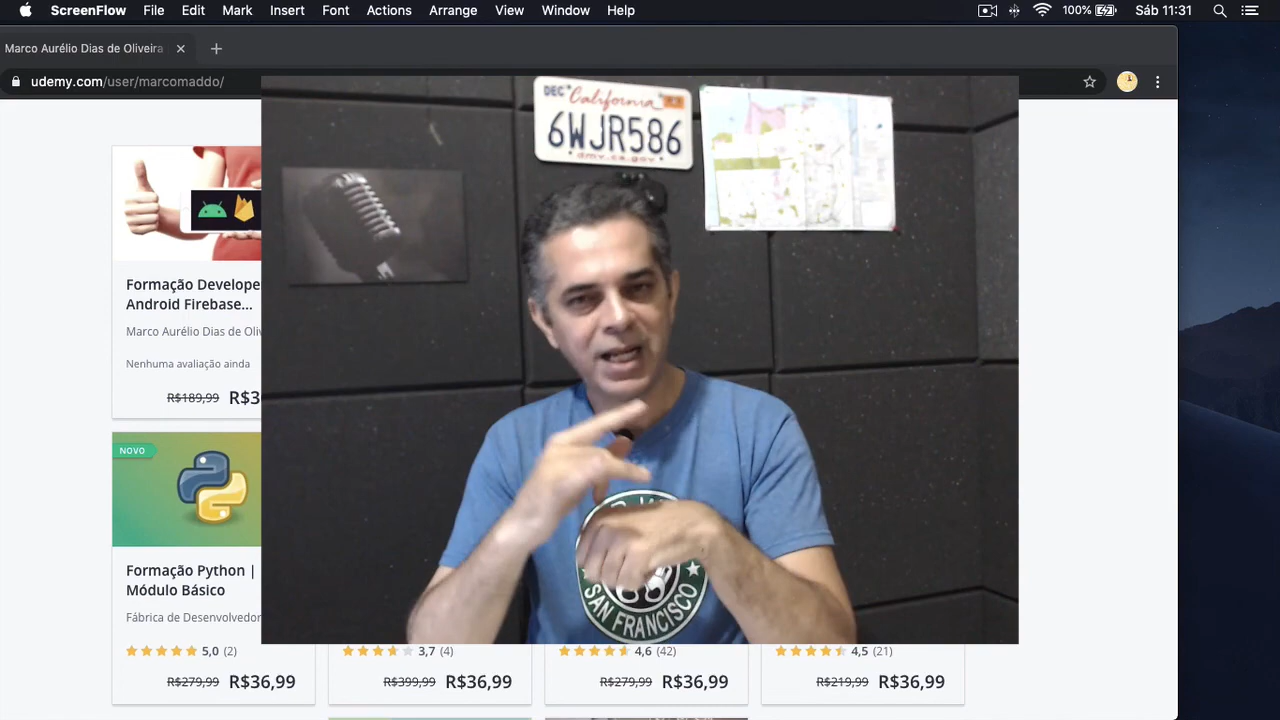 ScreenFlow File Edit Mark Insert Font Actions Arrange View Window Help 100% Sáb 11:31
Marco Aurélio Dias de Oliveira
udemy.com/user/marcomaddo/
DEC California
6WJR586
dmv.ca.gov
Formação Develope
Android Firebase...
Marco Aurélio Dias de Oliv
Nenhuma avaliação ainda
R$189,99 R$3
NOVO
Formação Python |
Módulo Básico
Fábrica de Desenvolvedor
SAN FRANCISCO
5,0 (2)
R$279,99 R$36,99
3,7 (4)
R$399,99 R$36,99
4,6 (42)
R$279,99 R$36,99
4,5 (21)
R$219,99 R$36,99